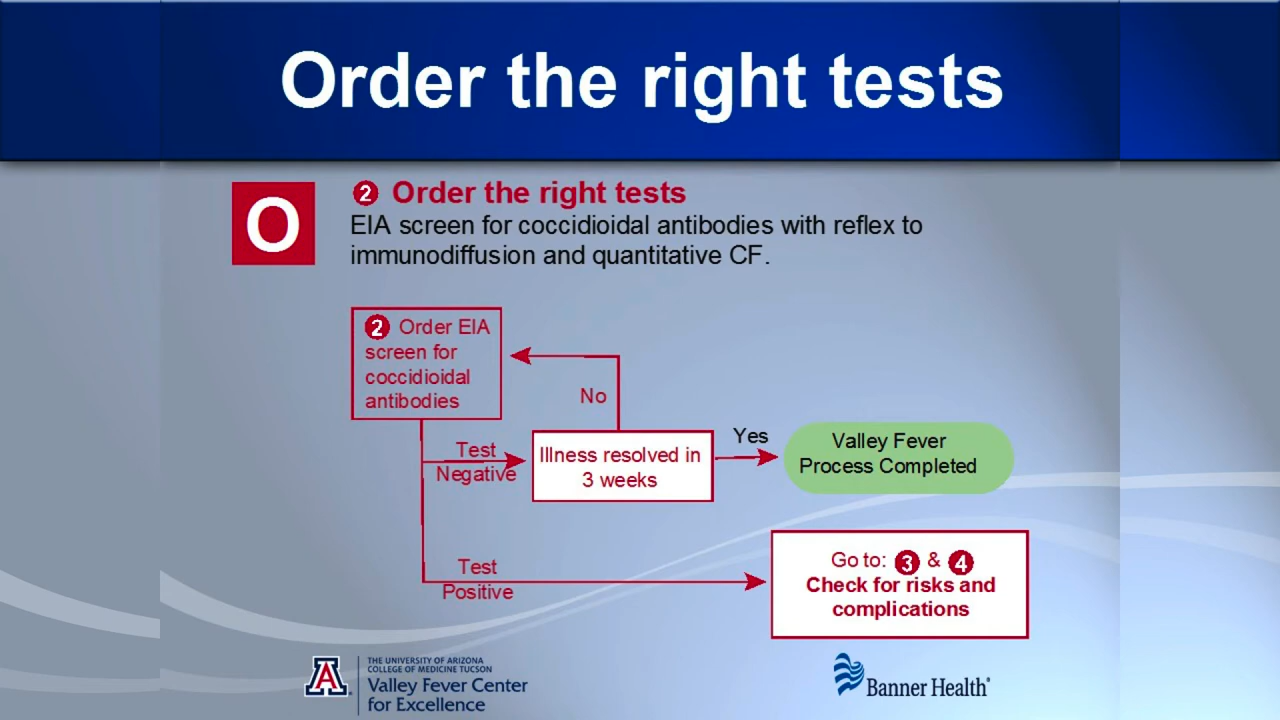 Order the right tests
O
2 Order the right tests
EIA screen for coccidioidal antibodies with reflex to
immunodiffusion and quantitative CF.
2 Order EIA
screen for
coccidioidal
antibodies
No
Test
Negative
Illness resolved in
3 weeks
Yes
Valley Fever
Process Completed
Test
Positive
Go to: 3 & 4
Check for risks and
complications
A
THE UNIVERSITY OF ARIZONA
COLLEGE OF MEDICINE TUCSON
Valley Fever Center
for Excellence
Banner Health®